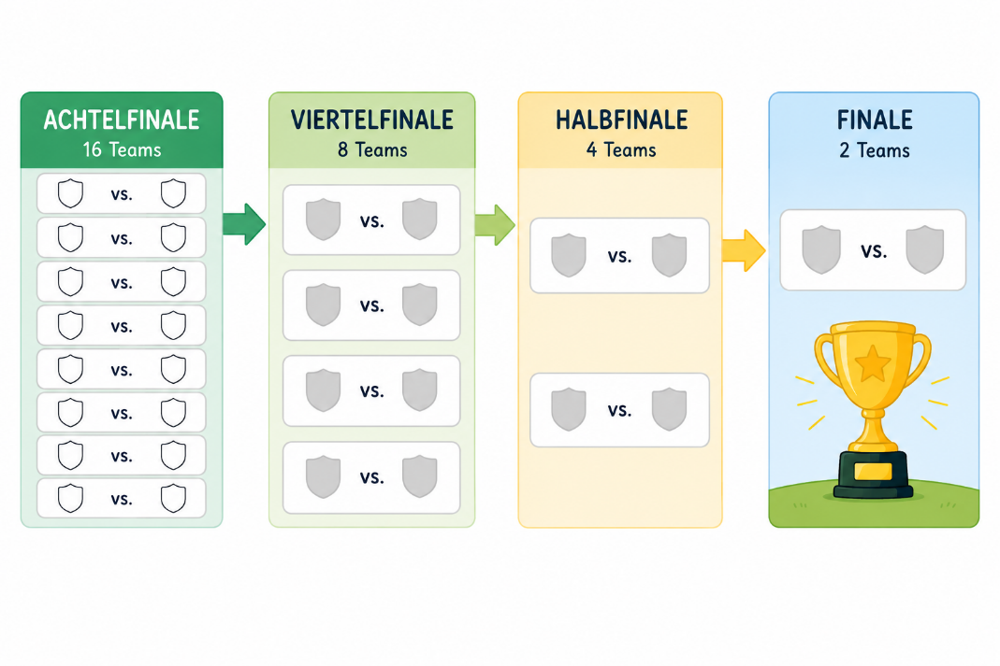 ACHTELFINALE
16 Teams
vs.
vs.
vs.
vs.
vs.
vs.
vs.
vs.
VIERTELFINALE
8 Teams
vs.
vs.
vs.
vs.
HALBFINALE
4 Teams
vs.
vs.
FINALE
2 Teams
vs.